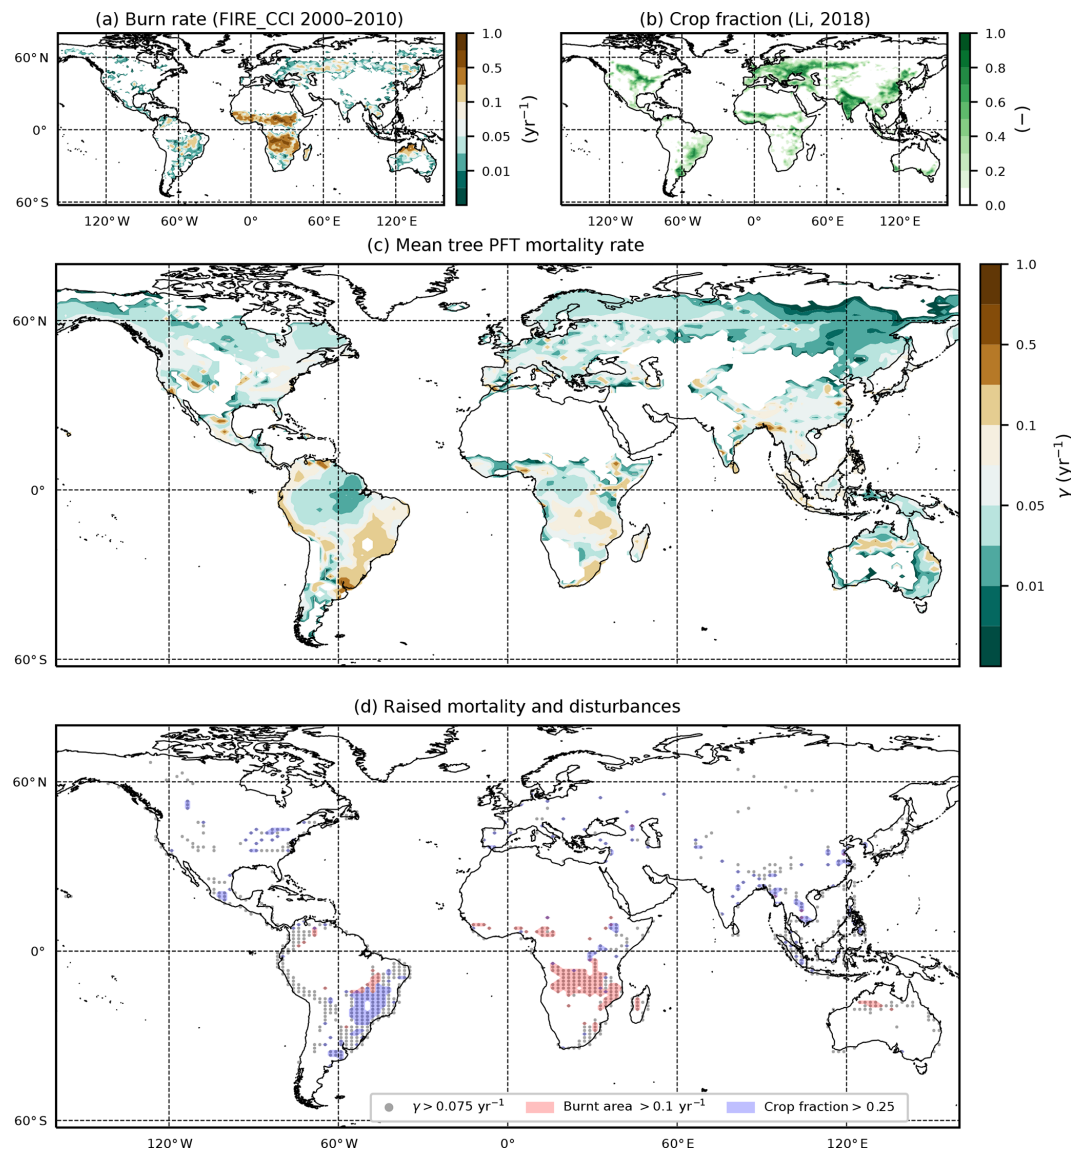 (a) Burn rate (FIRE_CCI 2000–2010)
60°N
0°
60°S
120°W
60°W
0°
60°E
120°E
1.0
0.5
0.1
0.05
0.01
(yr⁻¹)
(b) Crop fraction (Li, 2018)
120°W
60°W
0°
60°E
120°E
1.0
0.8
0.6
0.4
0.2
0.0
(−)
(c) Mean tree PFT mortality rate
60°N
0°
60°S
1.0
0.5
0.1
0.05
0.01
γ (yr⁻¹)
(d) Raised mortality and disturbances
60°N
0°
60°S
γ > 0.075 yr⁻¹
Burnt area > 0.1 yr⁻¹
Crop fraction > 0.25
120°W
60°W
0°
60°E
120°E